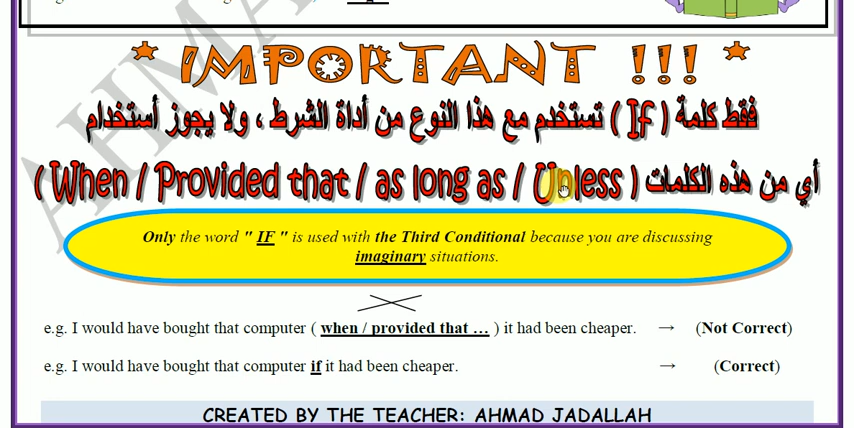 * IMPORTANT !!! *
فقط كلمة ( If ) تستخدم مع هذا النوع من أداة الشرط ، ولا يجوز أستخدام
أي من هذه الكلمات ( When / Provided that / as long as / Unless )
Only the word " IF " is used with the Third Conditional because you are discussing
imaginary situations.
e.g. I would have bought that computer ( when / provided that … ) it had been cheaper. → (Not Correct)
e.g. I would have bought that computer if it had been cheaper. → (Correct)
CREATED BY THE TEACHER: AHMAD JADALLAH